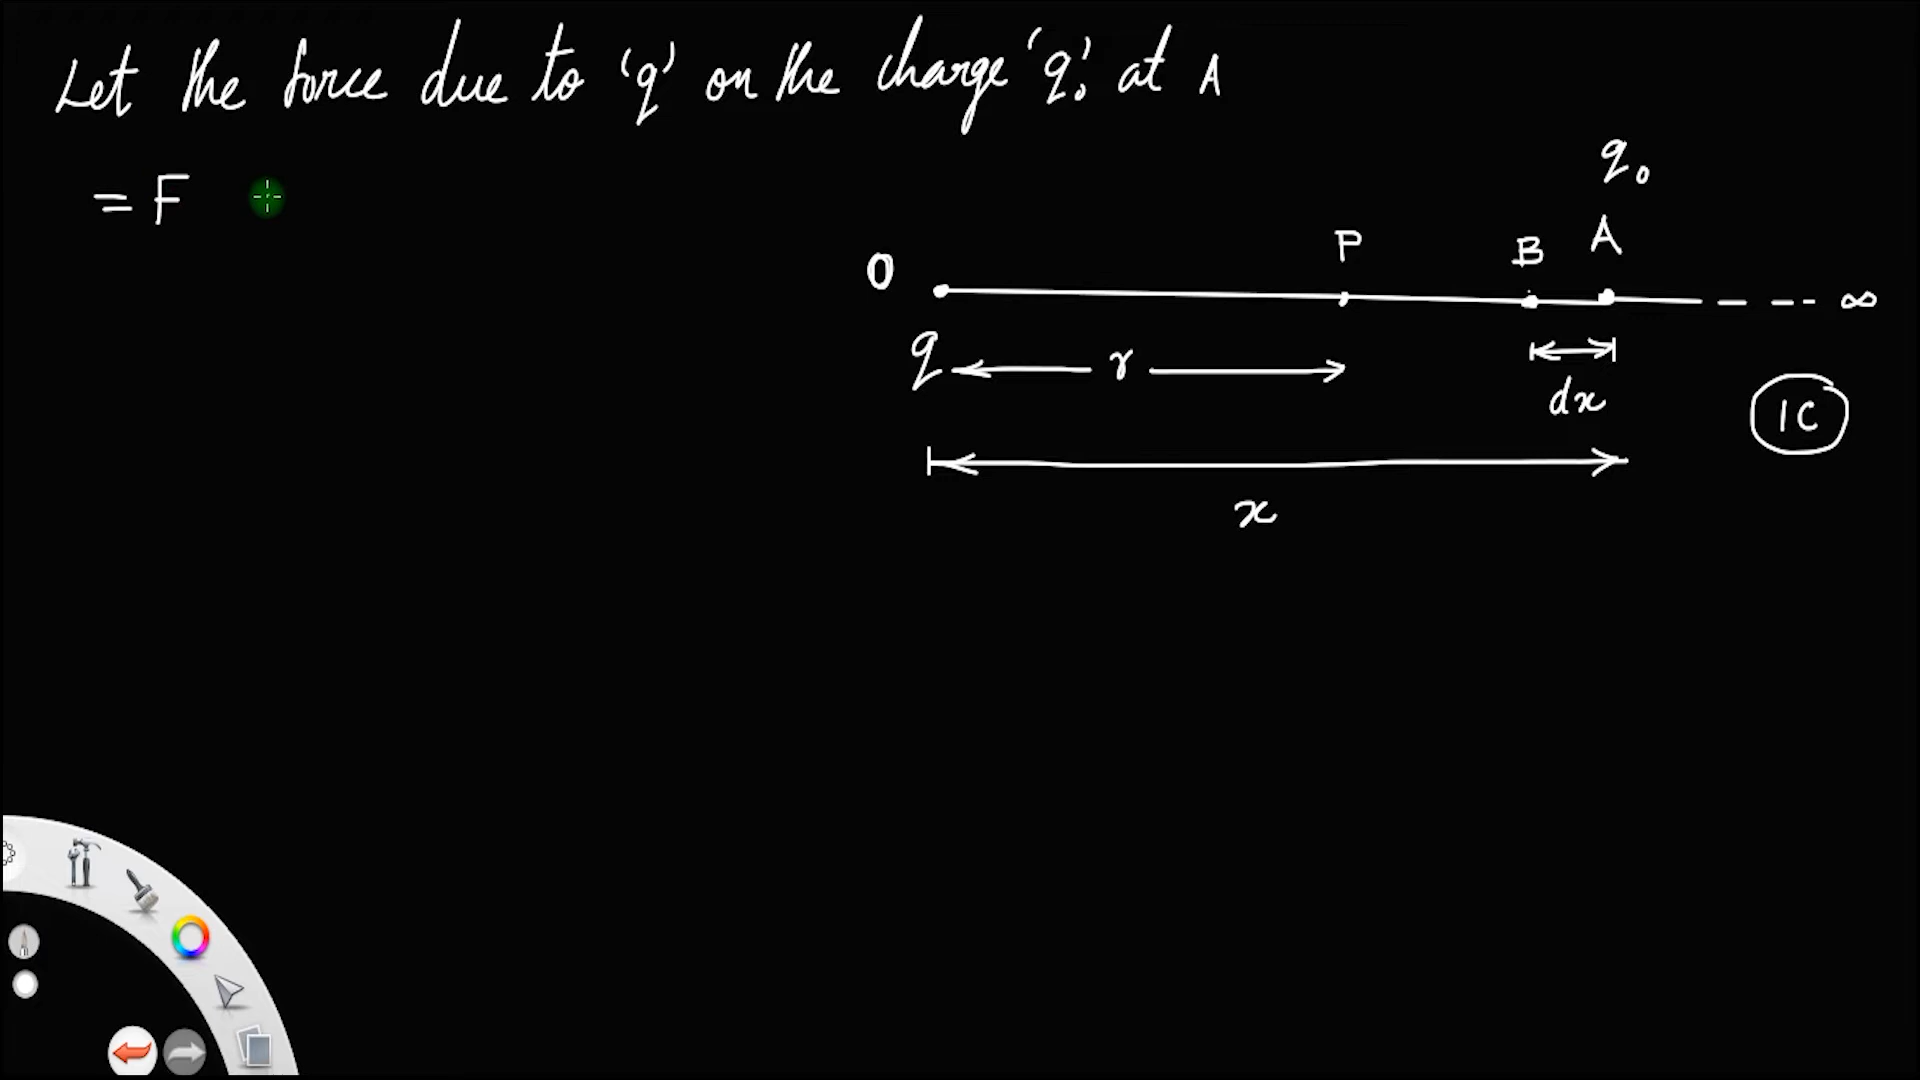 Let the force due to 'q' on the charge 'q₀' at A
= F
q₀
O P B A ∞
q r
dx
1C
x